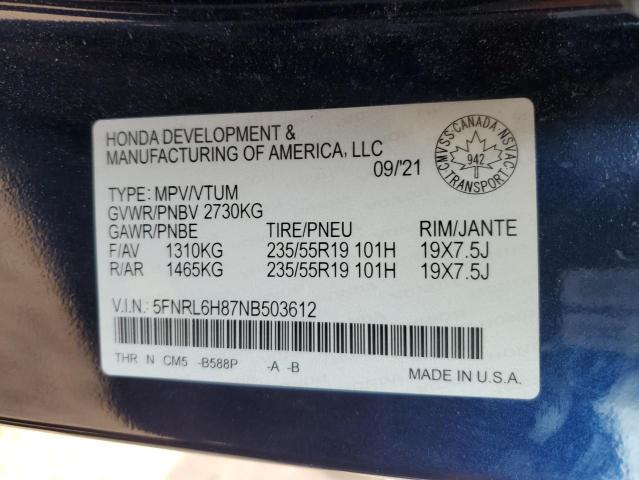 HONDA DEVELOPMENT &
MANUFACTURING OF AMERICA, LLC
09/'21
CMVSS·CANADA·NSVAC
942
TRANSPORT
TYPE: MPV/VTUM
GVWR/PNBV 2730KG
GAWR/PNBE TIRE/PNEU RIM/JANTE
F/AV 1310KG 235/55R19 101H 19X7.5J
R/AR 1465KG 235/55R19 101H 19X7.5J
V.I.N.: 5FNRL6H87NB503612
THR N CM5 -B588P -A -B
MADE IN U.S.A.